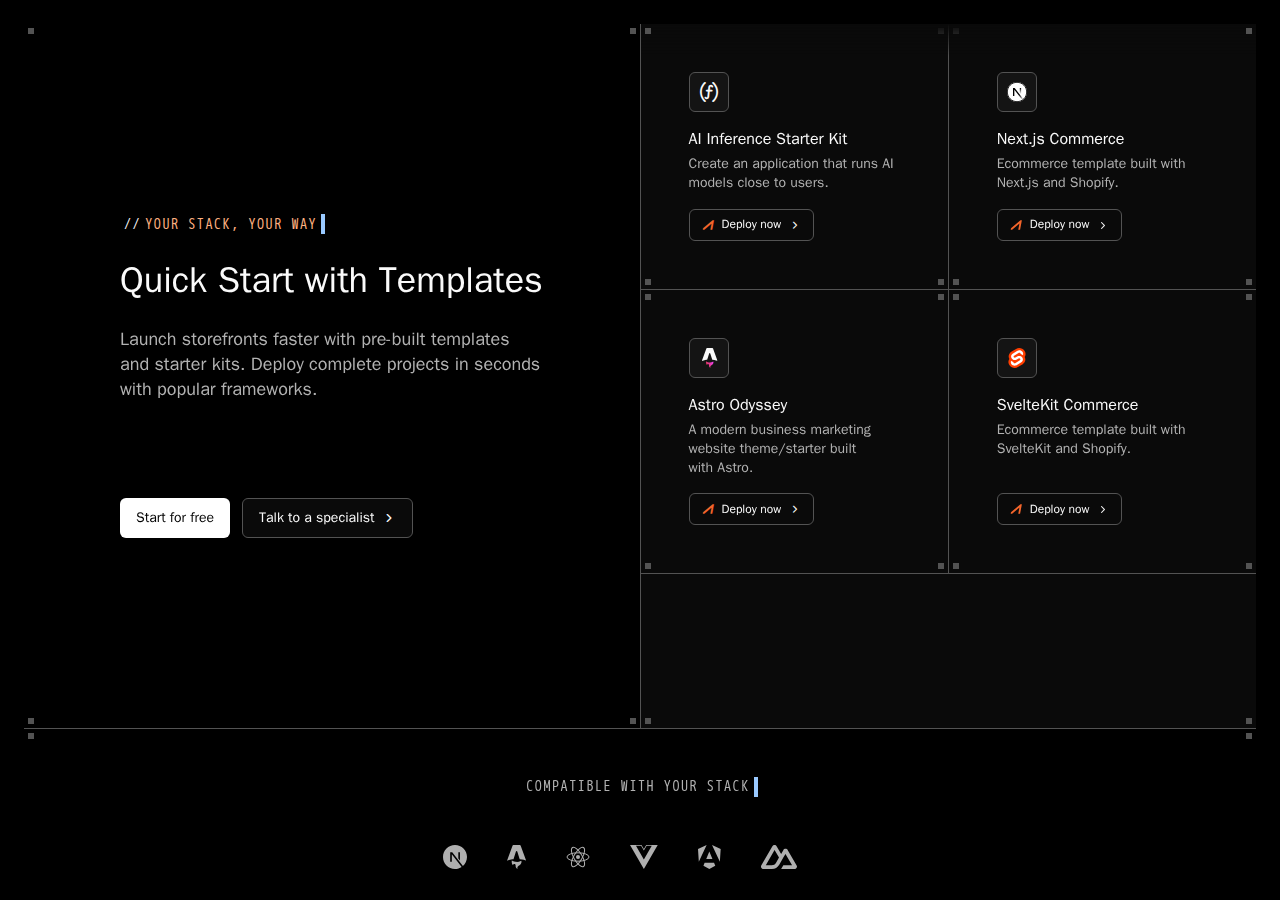 // YOUR STACK, YOUR WAY
Quick Start with Templates
Launch storefronts faster with pre-built templates
and starter kits. Deploy complete projects in seconds
with popular frameworks.
Start for free
Talk to a specialist
AI Inference Starter Kit
Create an application that runs AI
models close to users.
Deploy now
Next.js Commerce
Ecommerce template built with
Next.js and Shopify.
Deploy now
Astro Odyssey
A modern business marketing
website theme/starter built
with Astro.
Deploy now
SvelteKit Commerce
Ecommerce template built with
SvelteKit and Shopify.
Deploy now
COMPATIBLE WITH YOUR STACK